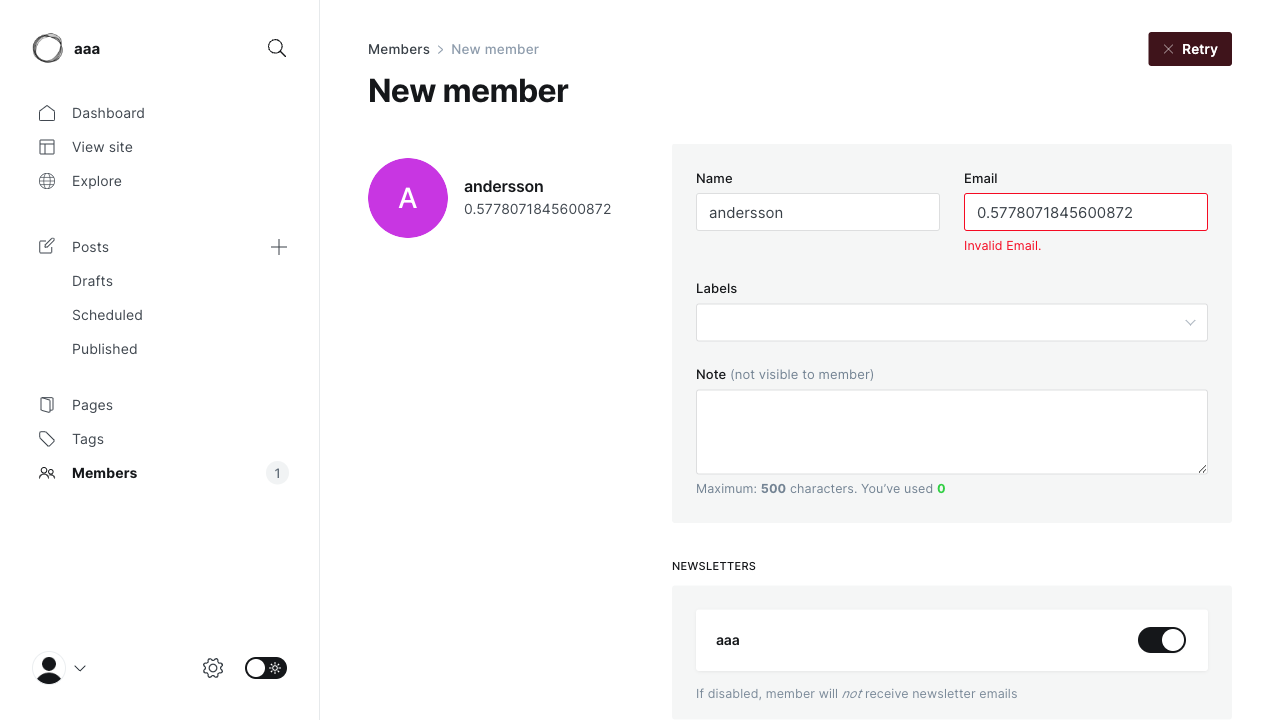 aaa
Dashboard
View site
Explore
Posts
Drafts
Scheduled
Published
Pages
Tags
Members
1
Members
New member
Retry
New member
A
andersson
0.5778071845600872
Name
Email
andersson
0.5778071845600872
Invalid Email.
Labels
Note (not visible to member)
Maximum: 500 characters. You’ve used 0
NEWSLETTERS
aaa
If disabled, member will not receive newsletter emails